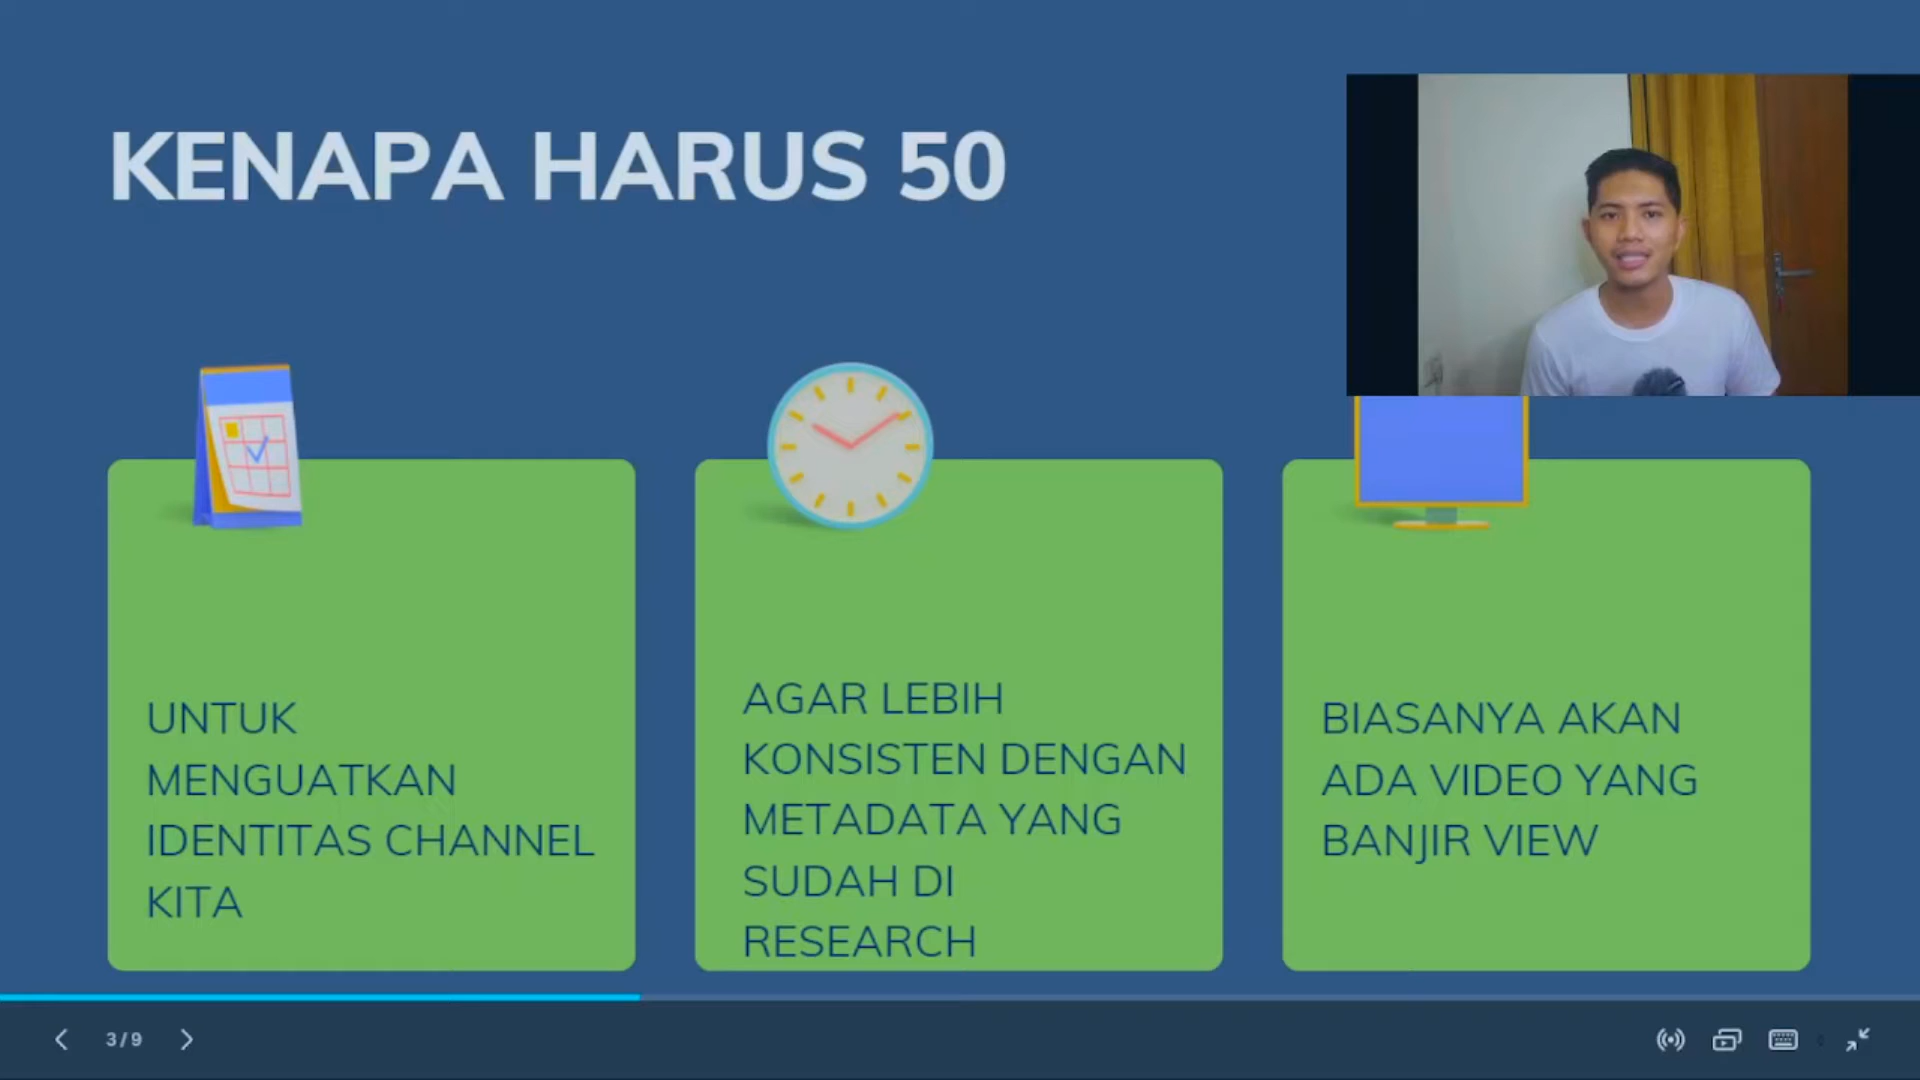 KENAPA HARUS 50
UNTUK
MENGUATKAN
IDENTITAS CHANNEL
KITA
AGAR LEBIH
KONSISTEN DENGAN
METADATA YANG
SUDAH DI
RESEARCH
BIASANYA AKAN
ADA VIDEO YANG
BANJIR VIEW
3/9